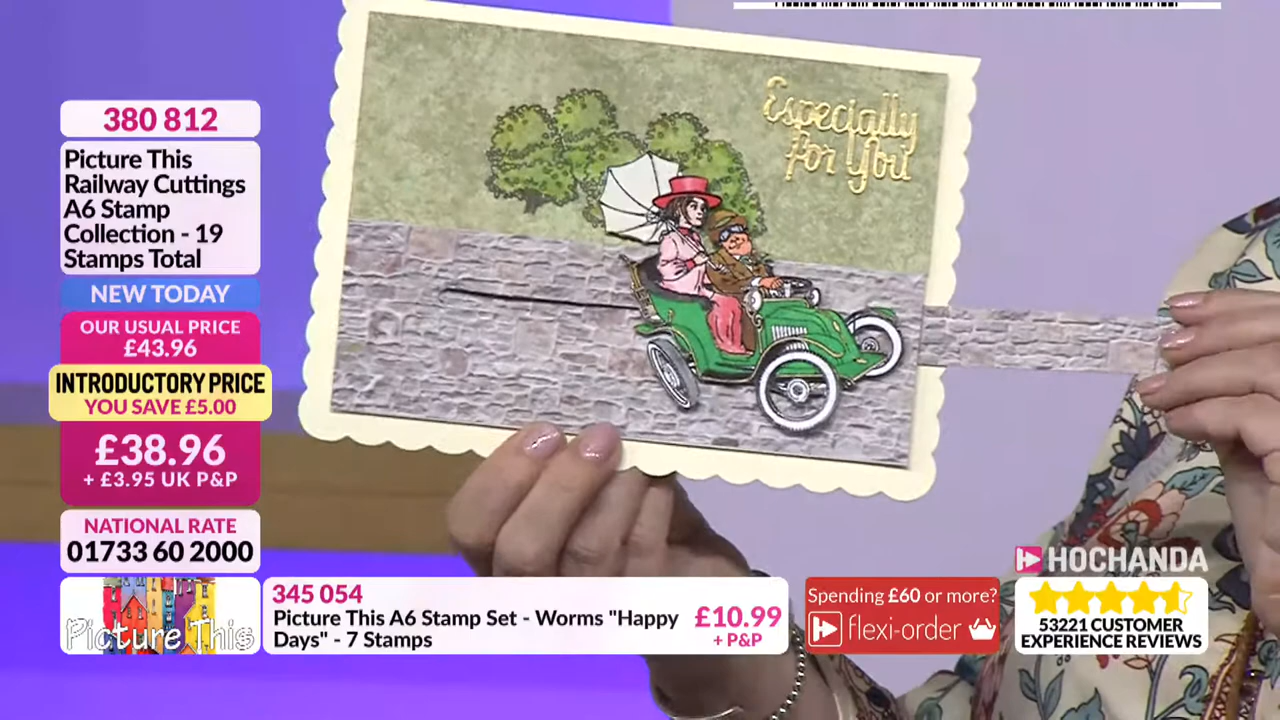 Especially
For You
380 812
Picture This
Railway Cuttings
A6 Stamp
Collection - 19
Stamps Total
NEW TODAY
OUR USUAL PRICE
£43.96
INTRODUCTORY PRICE
YOU SAVE £5.00
£38.96
+ £3.95 UK P&P
NATIONAL RATE
01733 60 2000
Picture This
345 054
Picture This A6 Stamp Set - Worms "Happy
Days" - 7 Stamps
£10.99
+ P&P
Spending £60 or more?
flexi-order
HOCHANDA
53221 CUSTOMER
EXPERIENCE REVIEWS